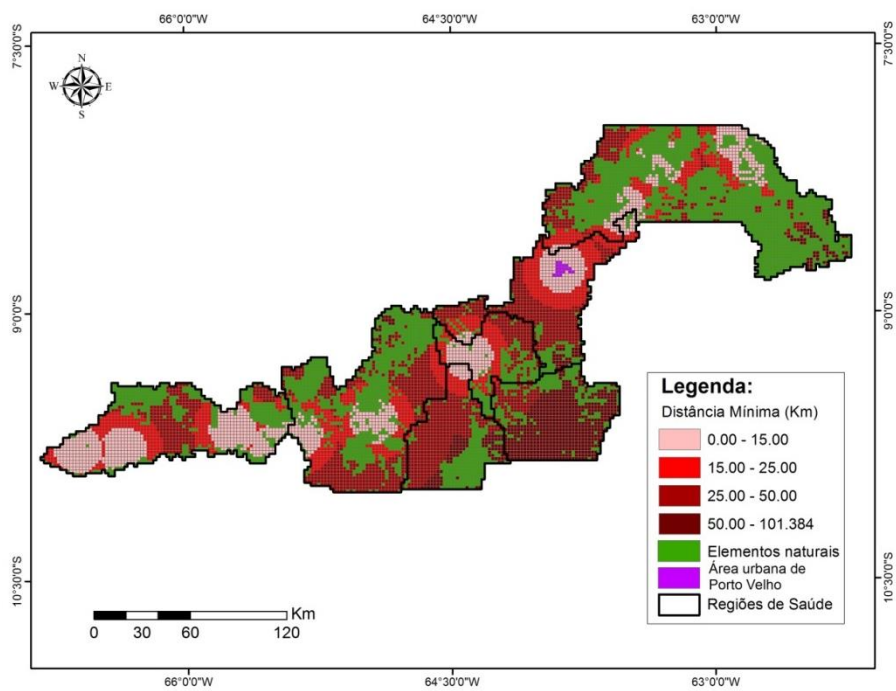 66°0'0"W 64°30'0"W 63°0'0"W
7°30'0"S 7°30'0"S
N
W E
S
9°0'0"S 9°0'0"S
Legenda:
Distância Mínima (Km)
0.00 - 15.00
15.00 - 25.00
25.00 - 50.00
50.00 - 101.384
Elementos naturais
Área urbana de
Porto Velho
Regiões de Saúde
10°30'0"S 10°30'0"S
Km
0 30 60 120
66°0'0"W 64°30'0"W 63°0'0"W